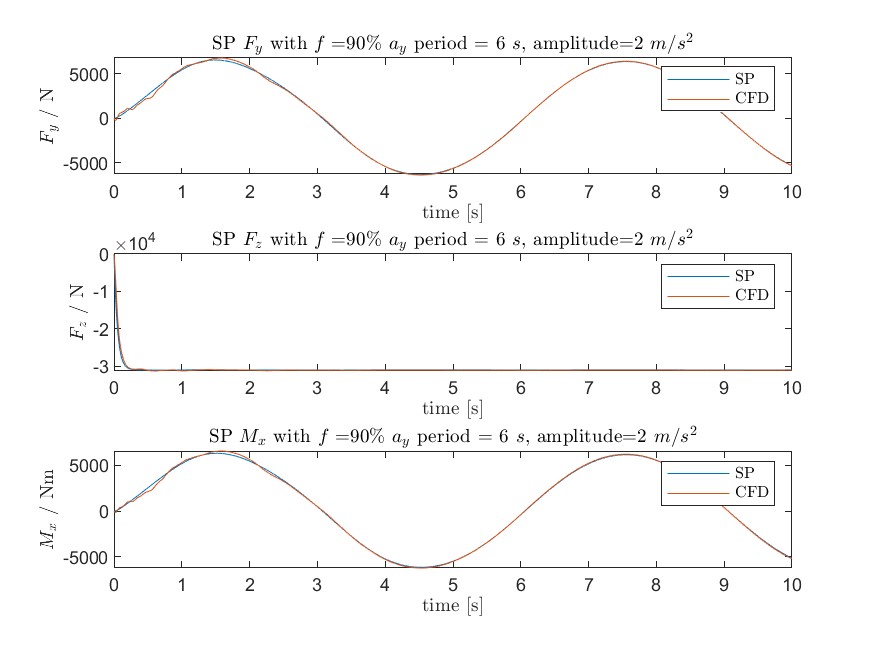 SP F_y with f =90% a_y period = 6 s, amplitude=2 m/s^2
5000
0
-5000
F_y / N
SP
CFD
0 1 2 3 4 5 6 7 8 9 10
time [s]
SP F_z with f =90% a_y period = 6 s, amplitude=2 m/s^2
×10^4
0
-1
-2
-3
F_z / N
SP
CFD
0 1 2 3 4 5 6 7 8 9 10
time [s]
SP M_x with f =90% a_y period = 6 s, amplitude=2 m/s^2
5000
0
-5000
M_x / Nm
SP
CFD
0 1 2 3 4 5 6 7 8 9 10
time [s]